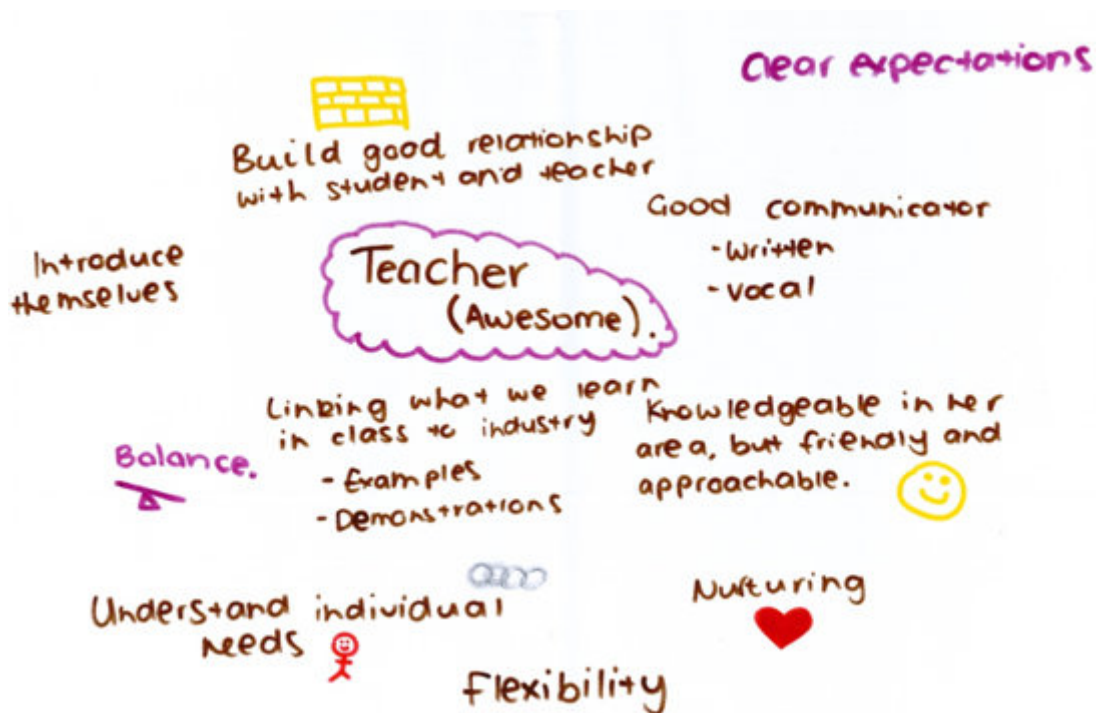 Clear expectations
Build good relationship
with student and teacher
Good communicator
- written
- vocal
Introduce
themselves
Teacher
(Awesome).
Linking what we learn
in class to industry
- Examples
- Demonstrations
Knowledgeable in her
area, but friendly and
approachable.
Balance.
Understand individual
needs
Nurturing
Flexibility